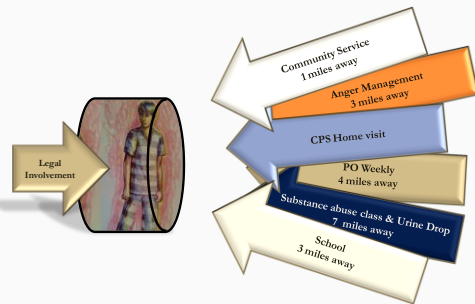 Community Service
1 miles away
Anger Management
3 miles away
CPS Home visit
Legal
Involvement
PO Weekly
4 miles away
Substance abuse class & Urine Drop
7 miles away
School
3 miles away